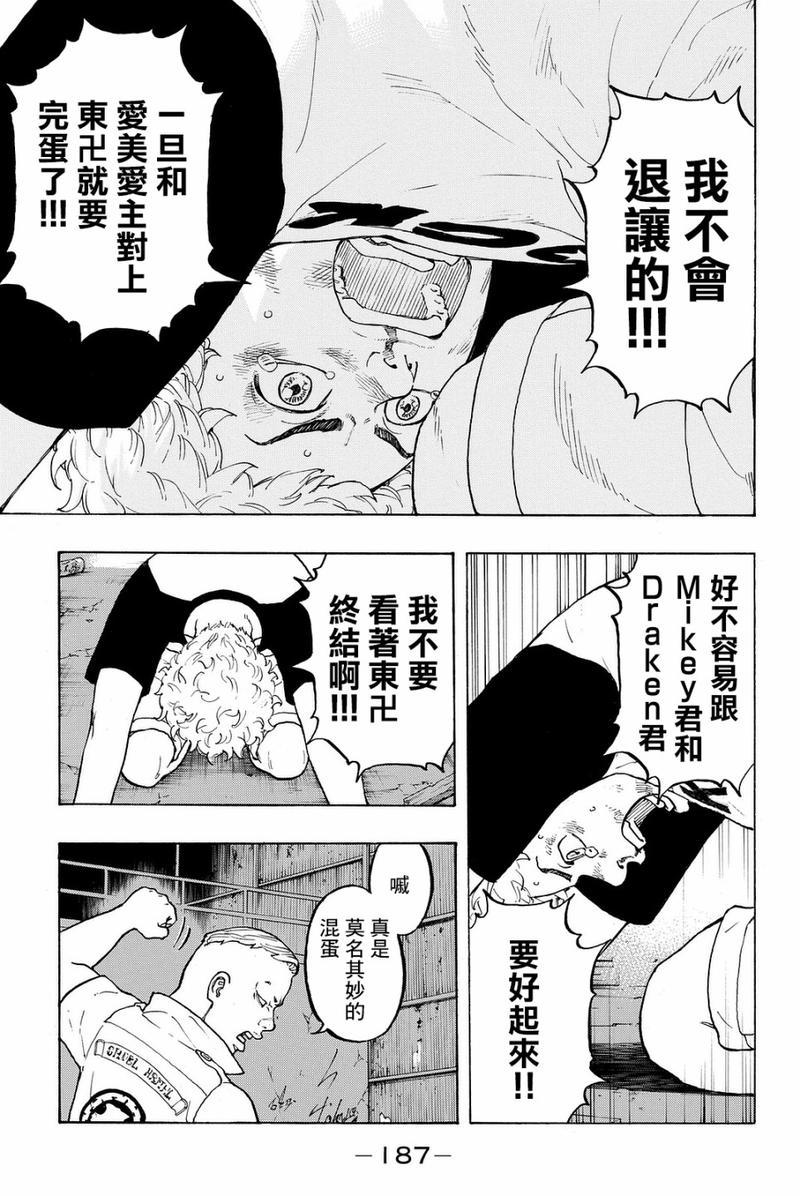 我不會
退讓的!!!
一旦和
愛美愛主對上
東卍就要
完蛋了!!!
好不容易跟
Mikey君和
Draken君
要好起來!!
我不要
看著東卍
終結啊!!!
嘁
真是
莫名其妙的
混蛋
-187-